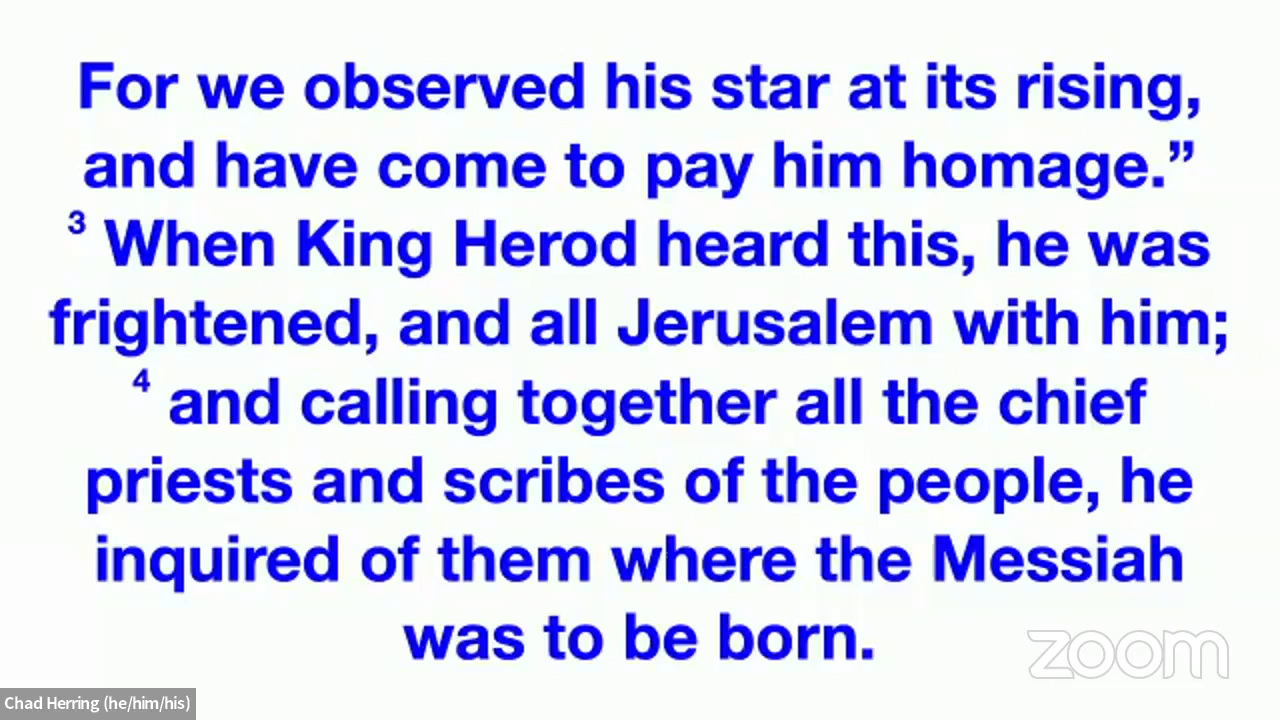 For we observed his star at its rising,
and have come to pay him homage.”
3 When King Herod heard this, he was
frightened, and all Jerusalem with him;
4 and calling together all the chief
priests and scribes of the people, he
inquired of them where the Messiah
was to be born.
zoom
Chad Herring (he/him/his)